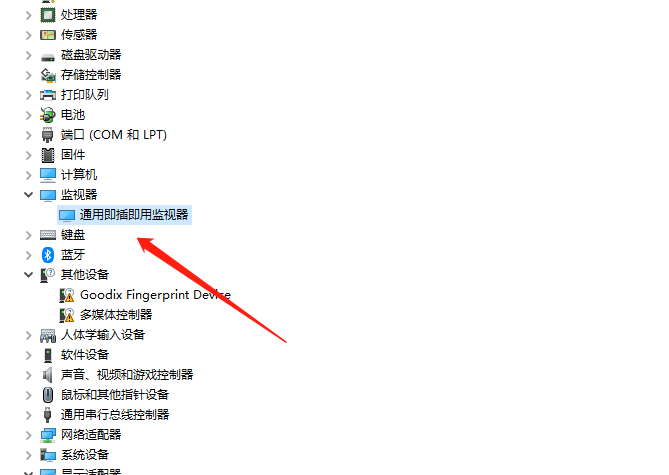 处理器
传感器
磁盘驱动器
存储控制器
打印队列
电池
端口 (COM 和 LPT)
固件
计算机
监视器
通用即插即用监视器
键盘
蓝牙
其他设备
Goodix Fingerprint Device
多媒体控制器
人体学输入设备
软件设备
声音、视频和游戏控制器
鼠标和其他指针设备
通用串行总线控制器
网络适配器
系统设备
显示适配器